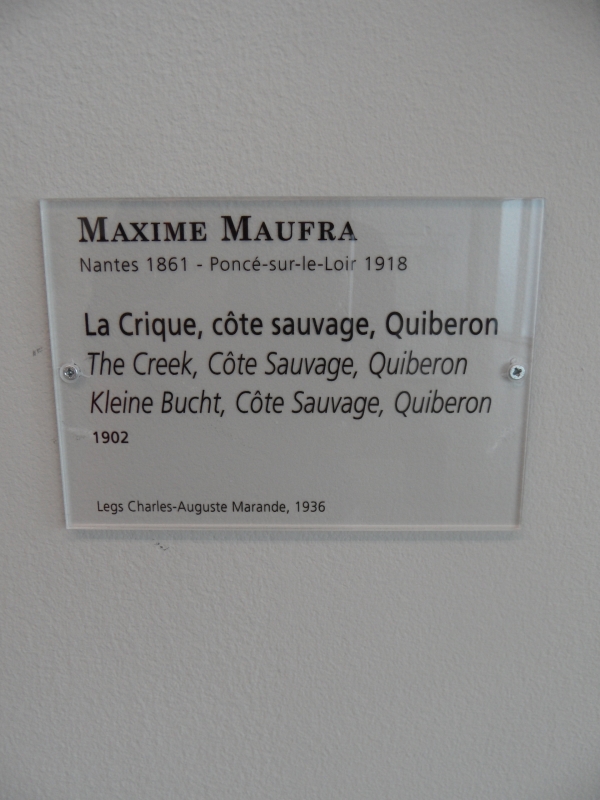 MAXIME MAUFRA
Nantes 1861 - Poncé-sur-le-Loir 1918
La Crique, côte sauvage, Quiberon
The Creek, Côte Sauvage, Quiberon
Kleine Bucht, Côte Sauvage, Quiberon
1902
Legs Charles-Auguste Marande, 1936